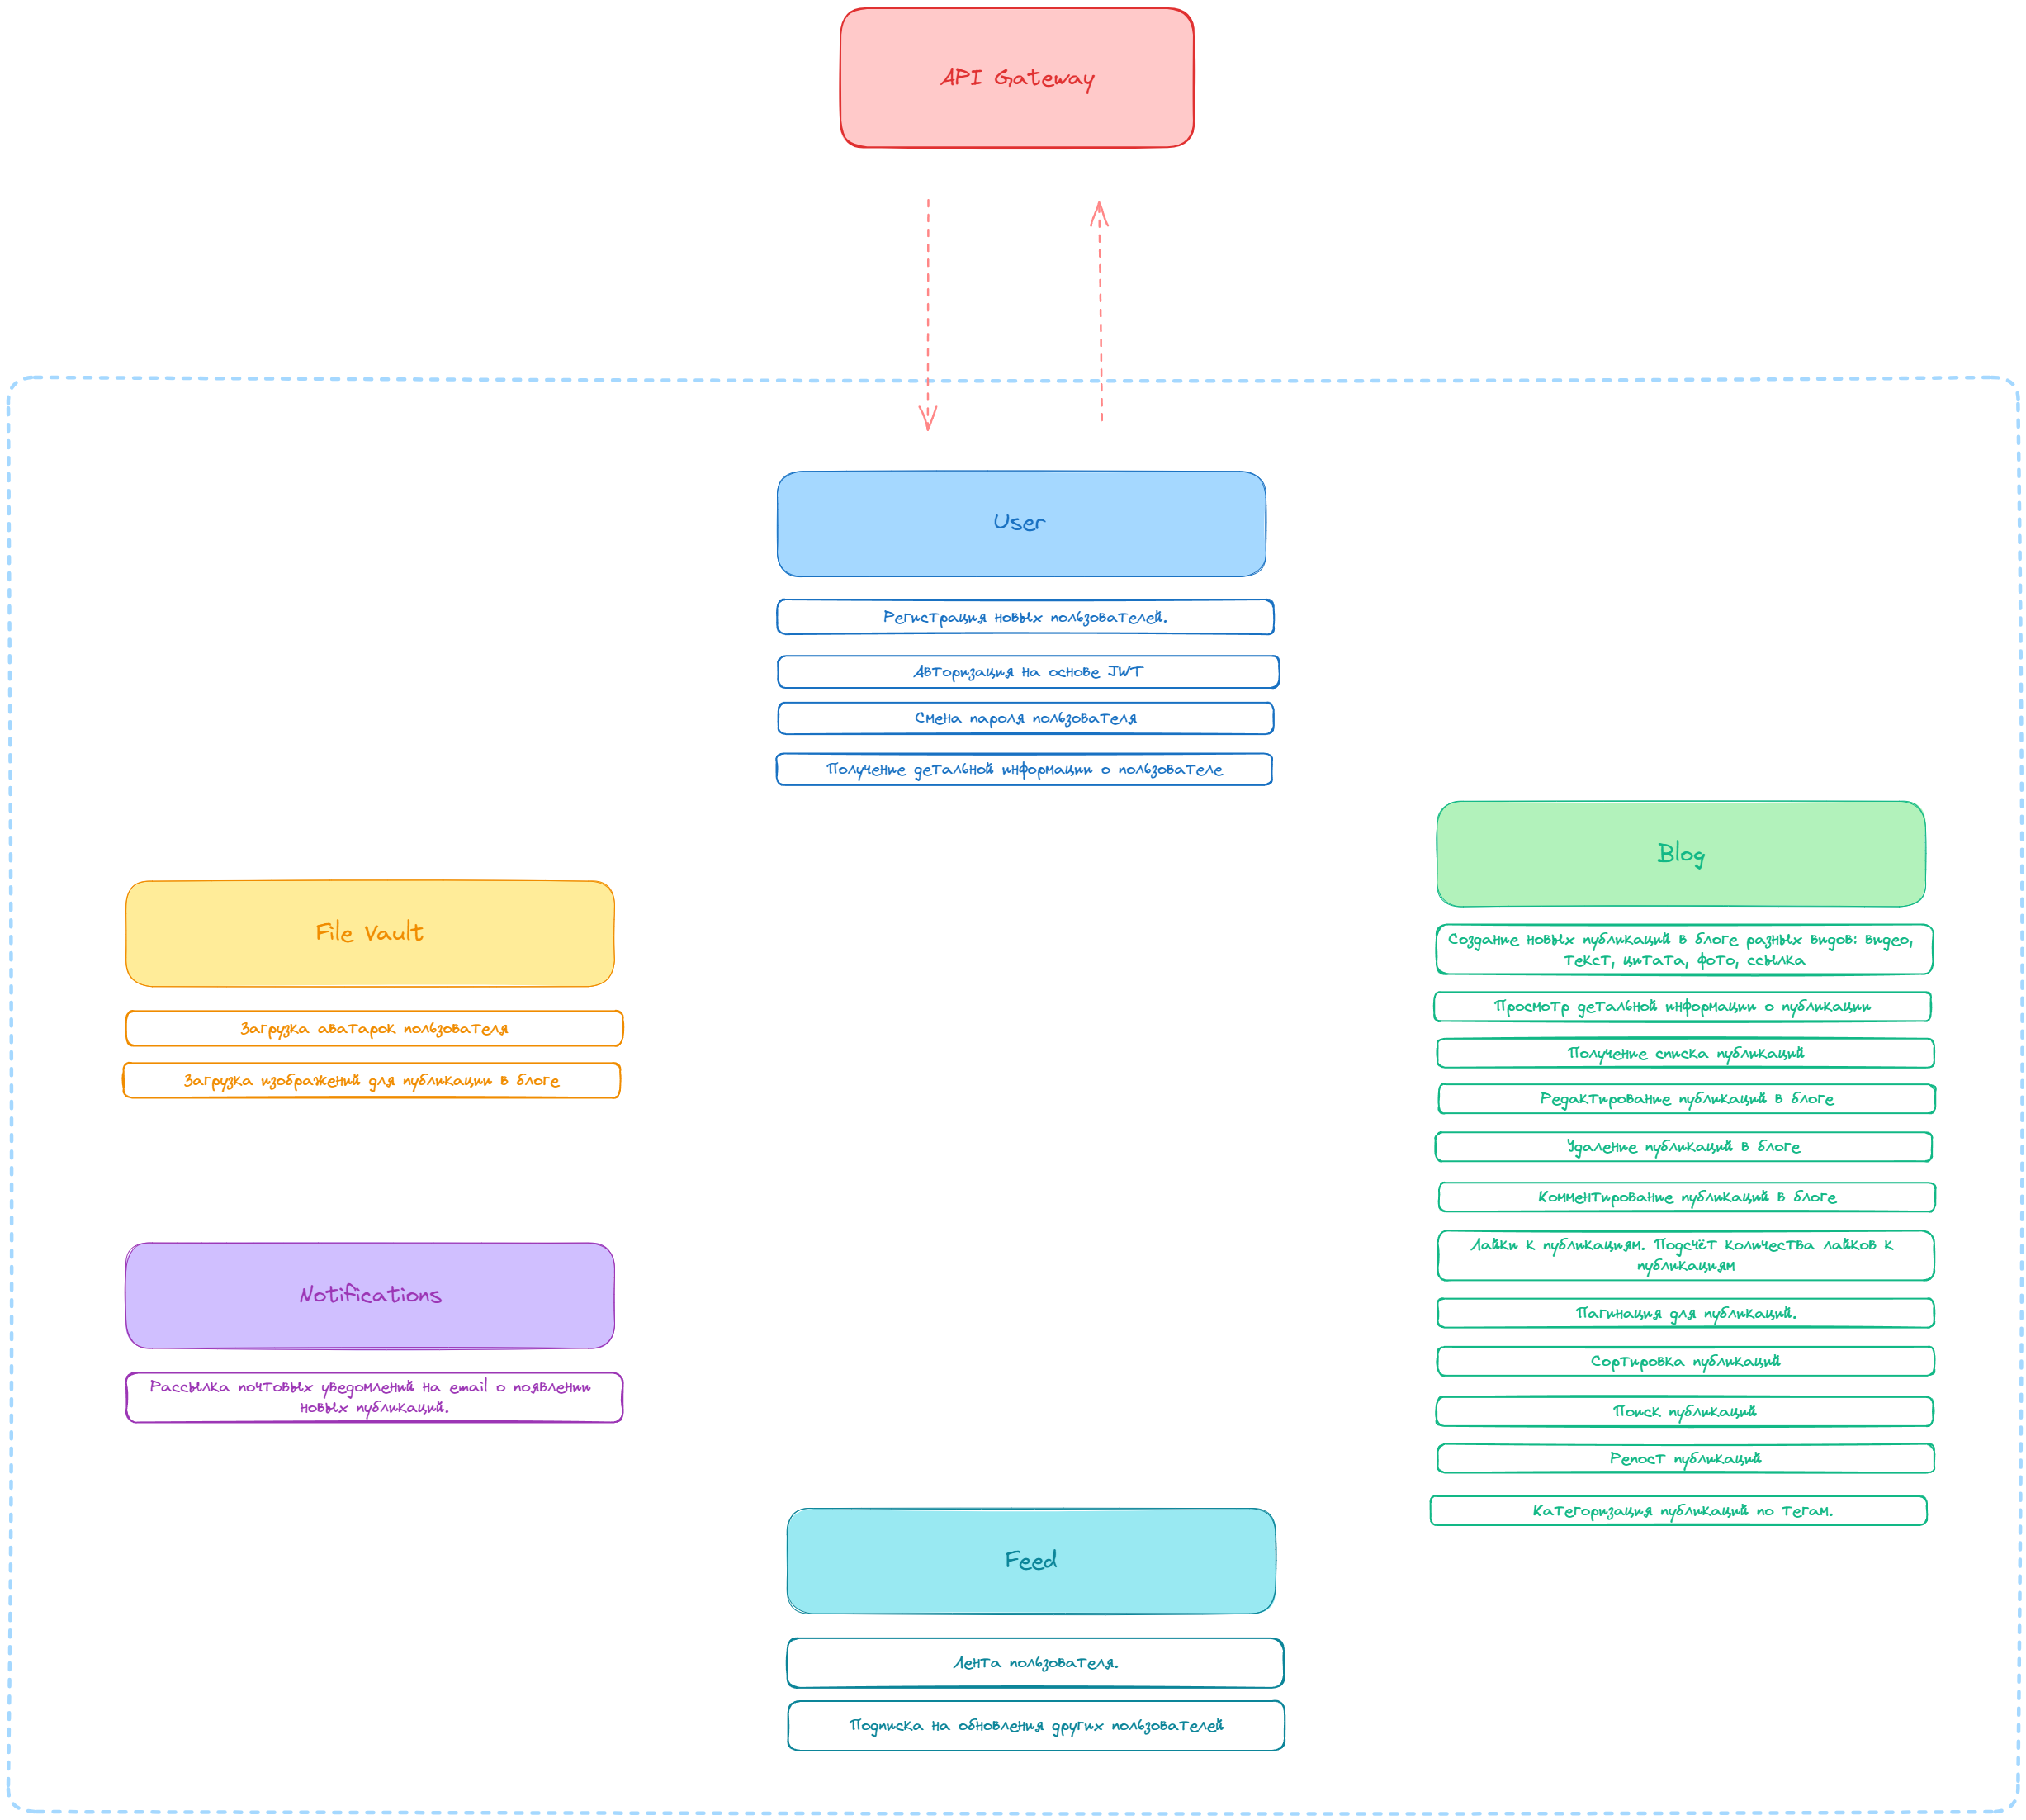 API Gateway
User
Регистрация новых пользователей.
Авторизация на основе JWT
Смена пароля пользователя
Получение детальной информации о пользователе
Blog
Создание новых публикаций в блоге разных видов: видео,
текст, цитата, фото, ссылка
Просмотр детальной информации о публикации
Получение списка публикаций
Редактирование публикаций в блоге
Удаление публикаций в блоге
Комментирование публикаций в блоге
Лайки к публикациям. Подсчёт количества лайков к
публикациям
Пагинация для публикаций.
Сортировка публикаций
Поиск публикаций
Репост публикаций
Категоризация публикаций по тегам.
File Vault
Загрузка аватарок пользователя
Загрузка изображений для публикации в блоге
Notifications
Рассылка почтовых уведомлений на email о появлении
новых публикаций.
Feed
Лента пользователя.
Подписка на обновления других пользователей